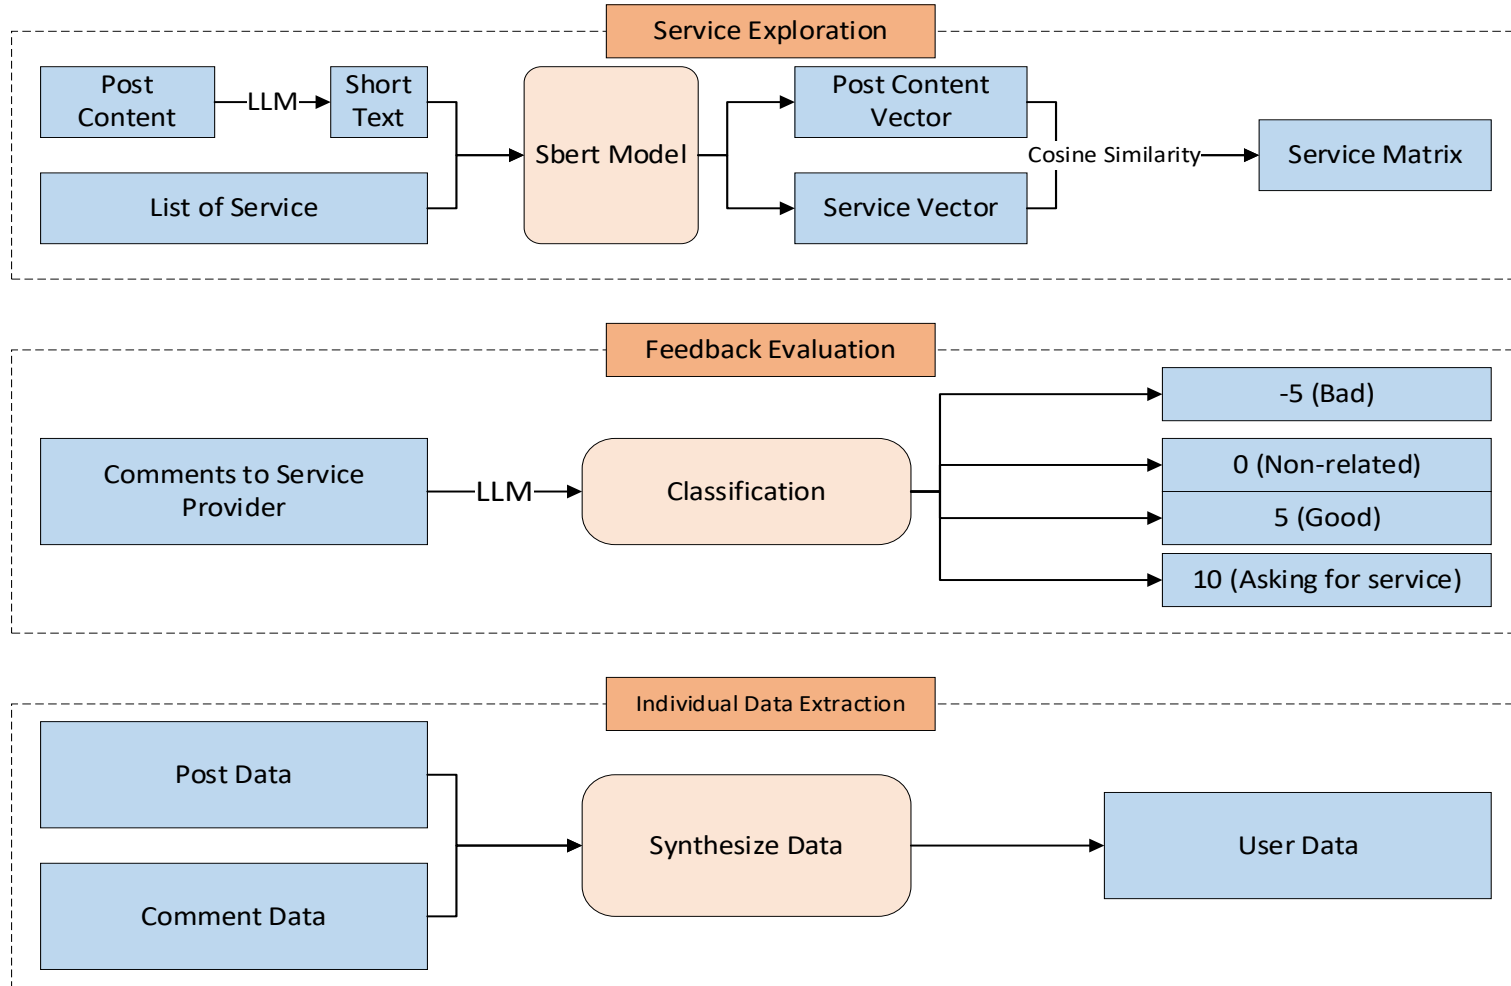 Service Exploration
Post
Content
LLM
Short
Text
List of Service
Sbert Model
Post Content
Vector
Service Vector
Cosine Similarity
Service Matrix
Feedback Evaluation
Comments to Service
Provider
LLM
Classification
-5 (Bad)
0 (Non-related)
5 (Good)
10 (Asking for service)
Individual Data Extraction
Post Data
Comment Data
Synthesize Data
User Data